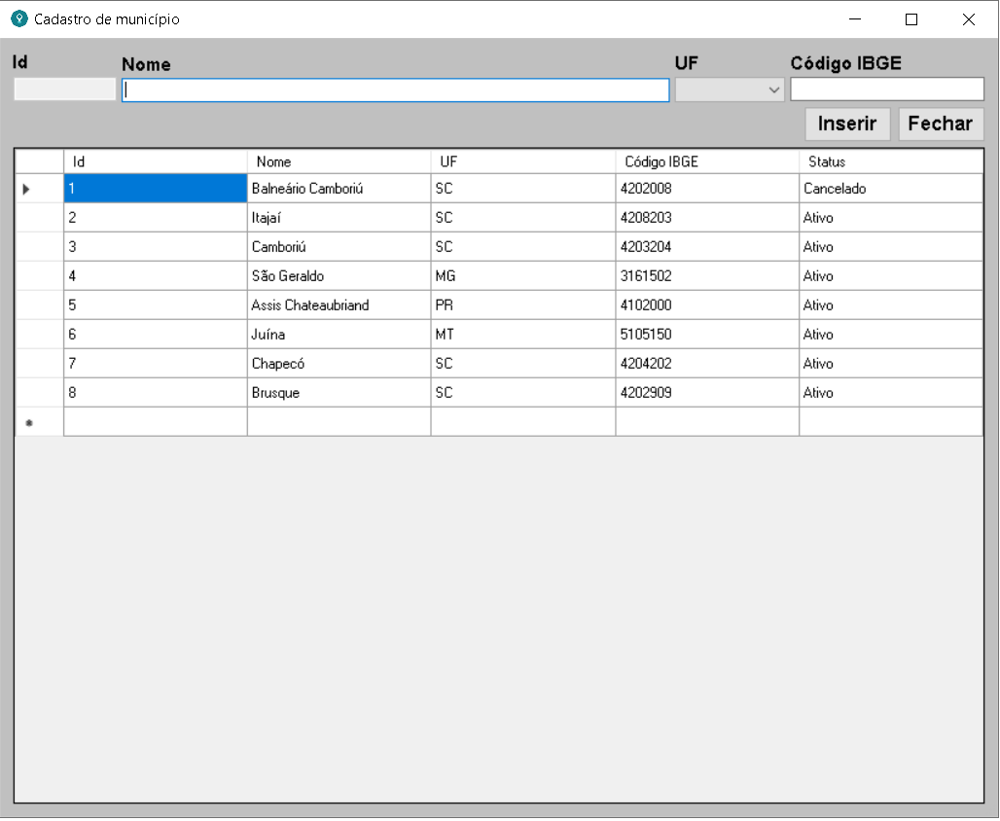 Cadastro de município
Id Nome UF Código IBGE
Inserir Fechar
Id Nome UF Código IBGE Status
1 Balneário Camboriú SC 4202008 Cancelado
2 Itajaí SC 4208203 Ativo
3 Camboriú SC 4203204 Ativo
4 São Geraldo MG 3161502 Ativo
5 Assis Chateaubriand PR 4102000 Ativo
6 Juína MT 5105150 Ativo
7 Chapecó SC 4204202 Ativo
8 Brusque SC 4202909 Ativo